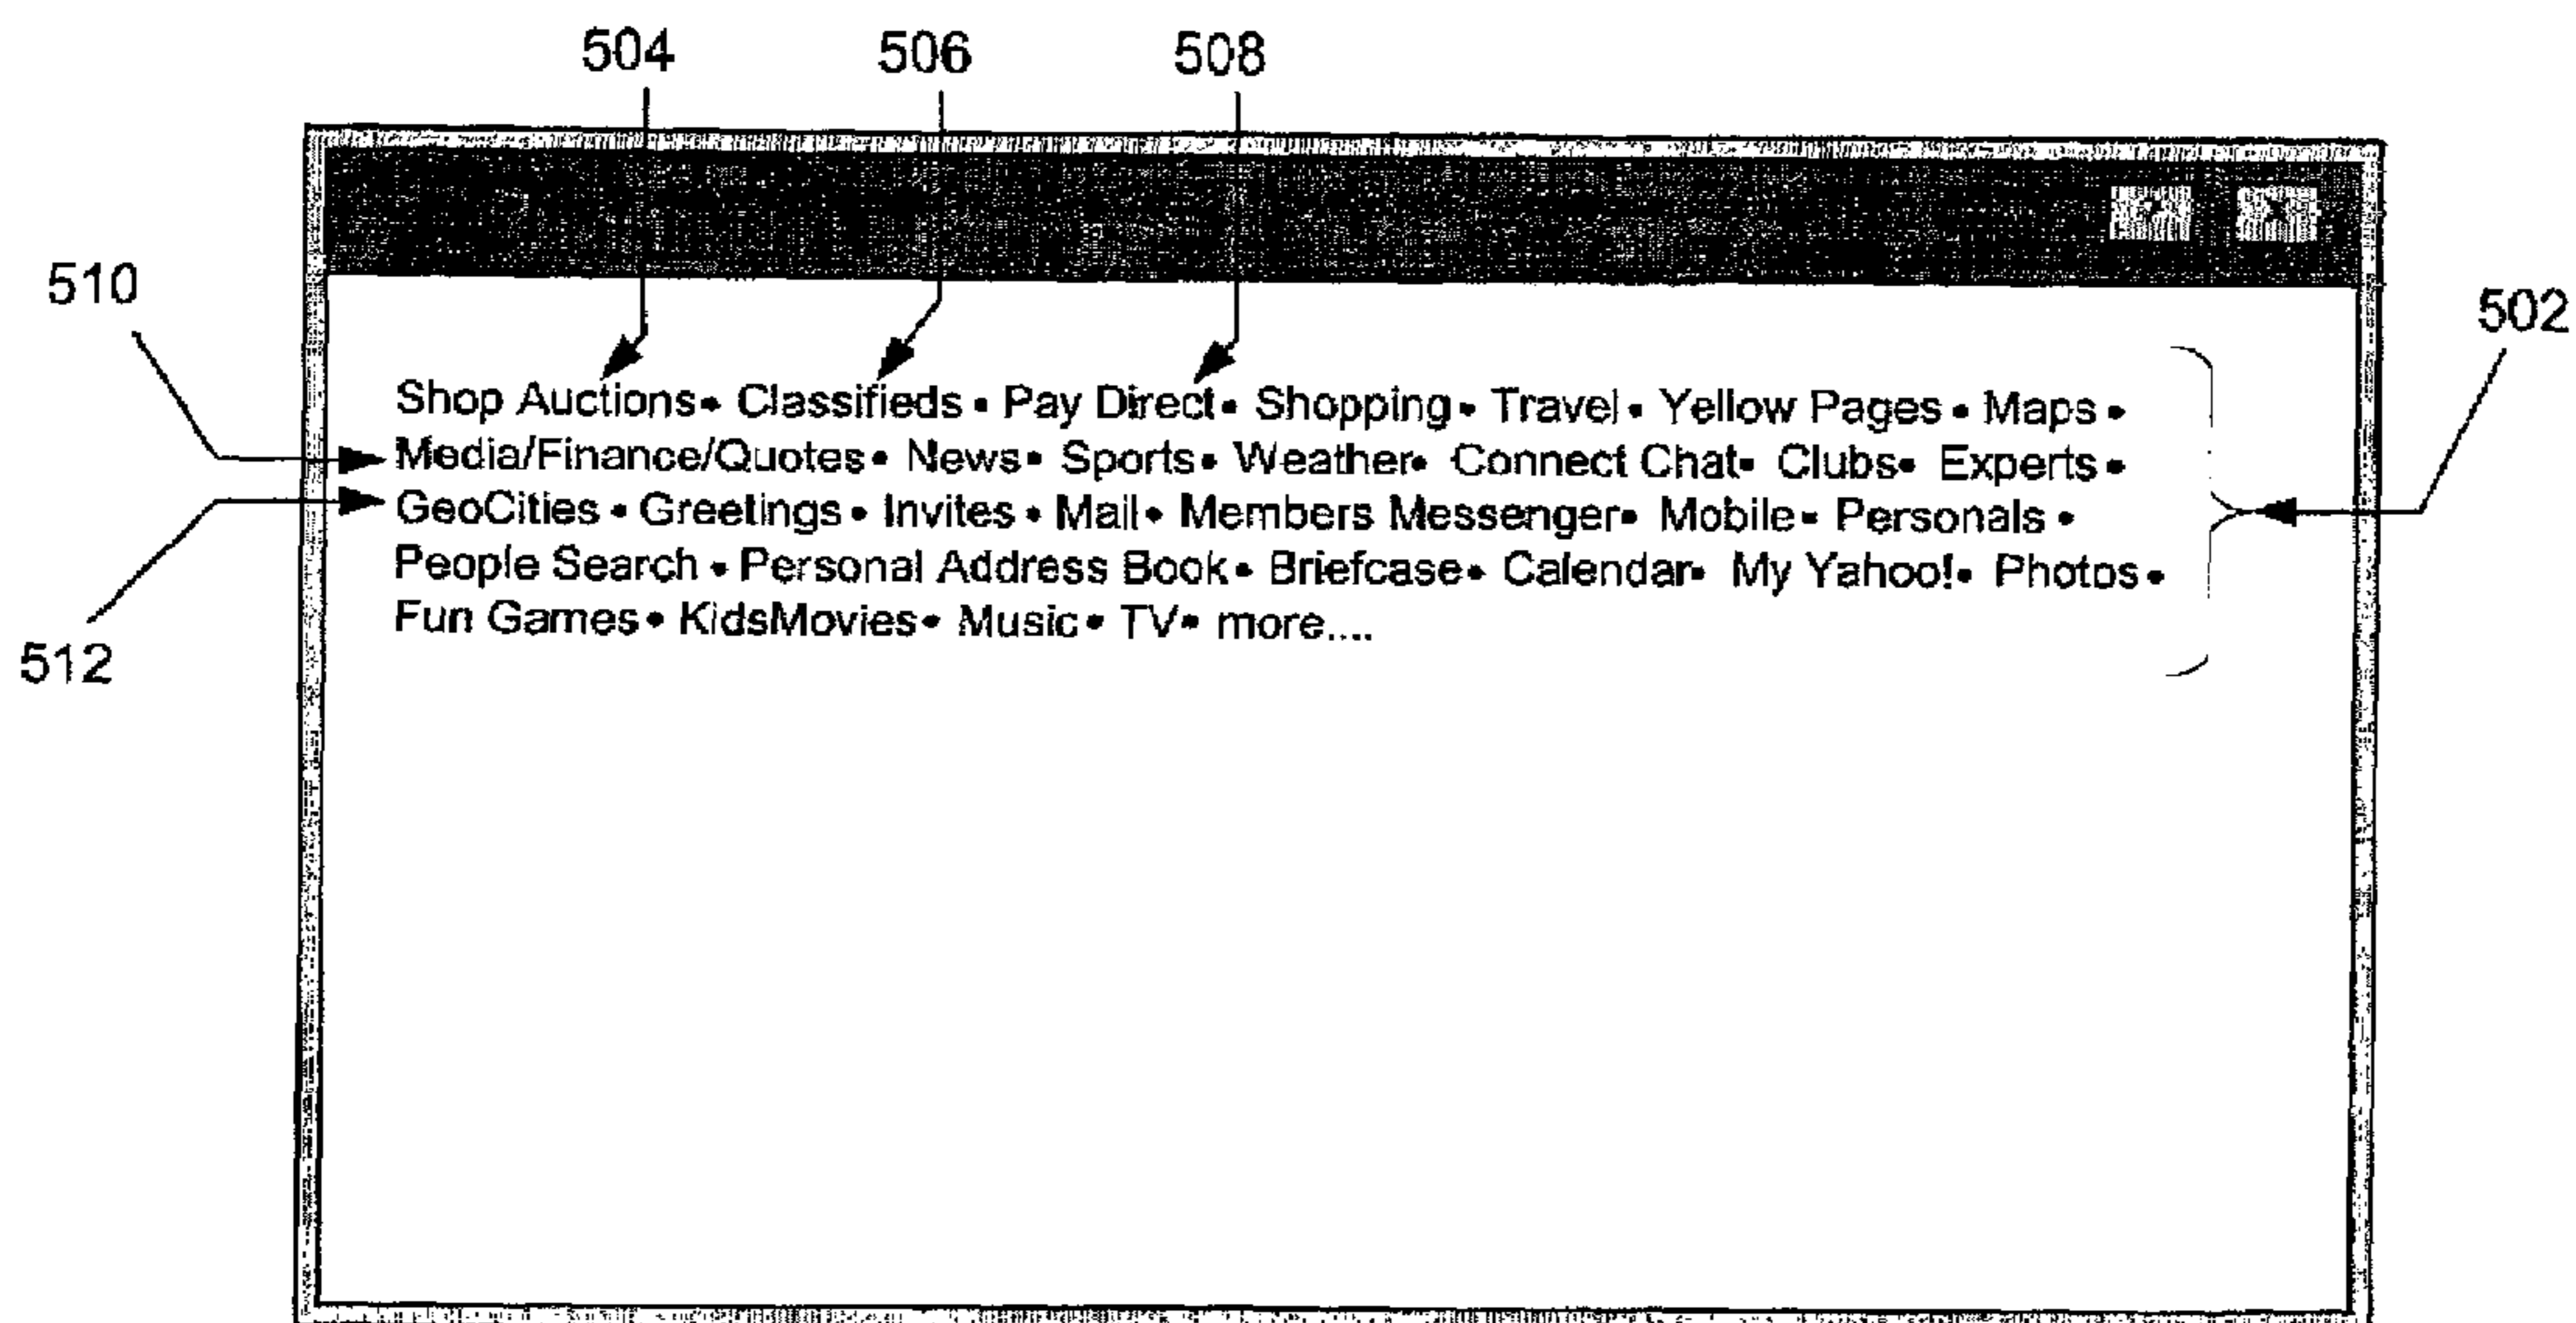 504 506 508
510
502
Shop Auctions• Classifieds • Pay Direct• Shopping • Travel • Yellow Pages • Maps •
Media/Finance/Quotes• News• Sports• Weather• Connect Chat• Clubs• Experts •
GeoCities • Greetings • Invites • Mail• Members Messenger• Mobile• Personals •
People Search • Personal Address Book• Briefcase• Calendar• My Yahoo!• Photos•
Fun Games• KidsMovies• Music• TV• more....
512